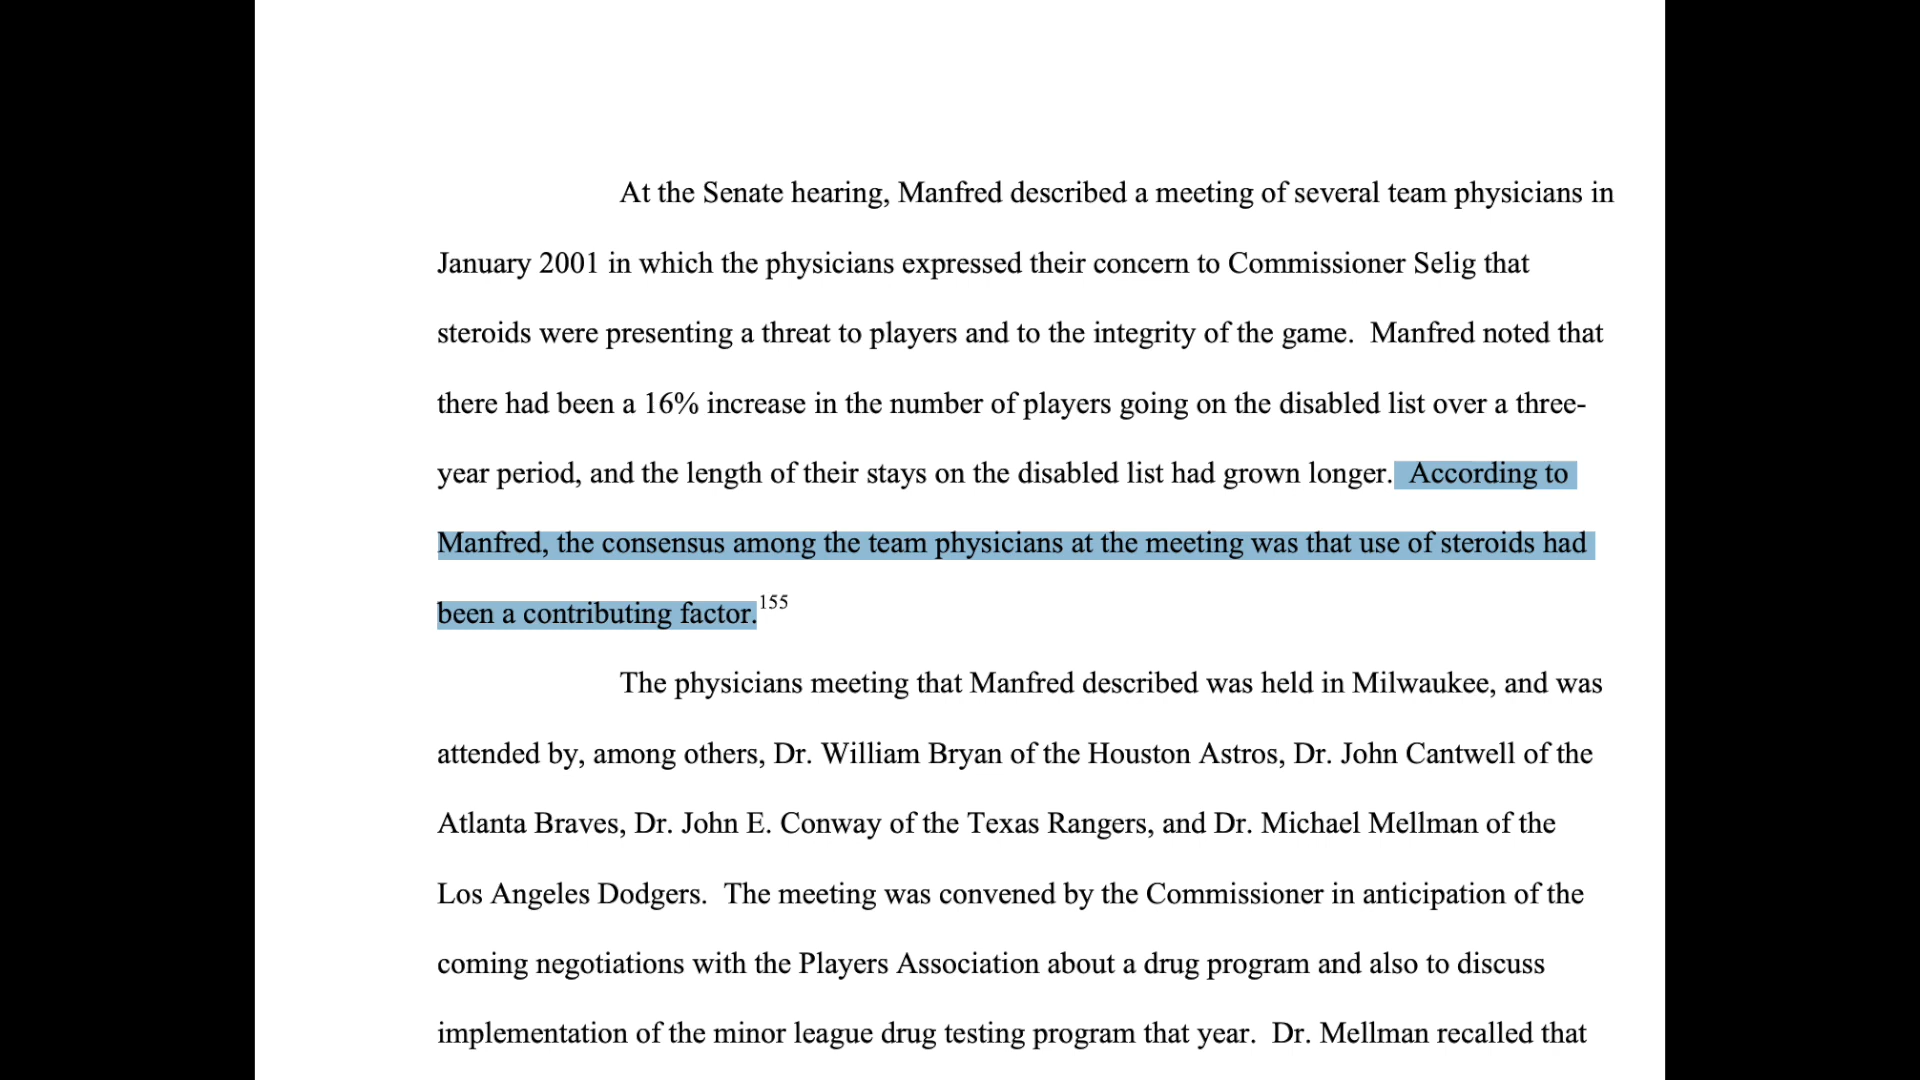 At the Senate hearing, Manfred described a meeting of several team physicians in
January 2001 in which the physicians expressed their concern to Commissioner Selig that
steroids were presenting a threat to players and to the integrity of the game.  Manfred noted that
there had been a 16% increase in the number of players going on the disabled list over a three-
year period, and the length of their stays on the disabled list had grown longer.  According to
Manfred, the consensus among the team physicians at the meeting was that use of steroids had
been a contributing factor.155
The physicians meeting that Manfred described was held in Milwaukee, and was
attended by, among others, Dr. William Bryan of the Houston Astros, Dr. John Cantwell of the
Atlanta Braves, Dr. John E. Conway of the Texas Rangers, and Dr. Michael Mellman of the
Los Angeles Dodgers.  The meeting was convened by the Commissioner in anticipation of the
coming negotiations with the Players Association about a drug program and also to discuss
implementation of the minor league drug testing program that year.  Dr. Mellman recalled that